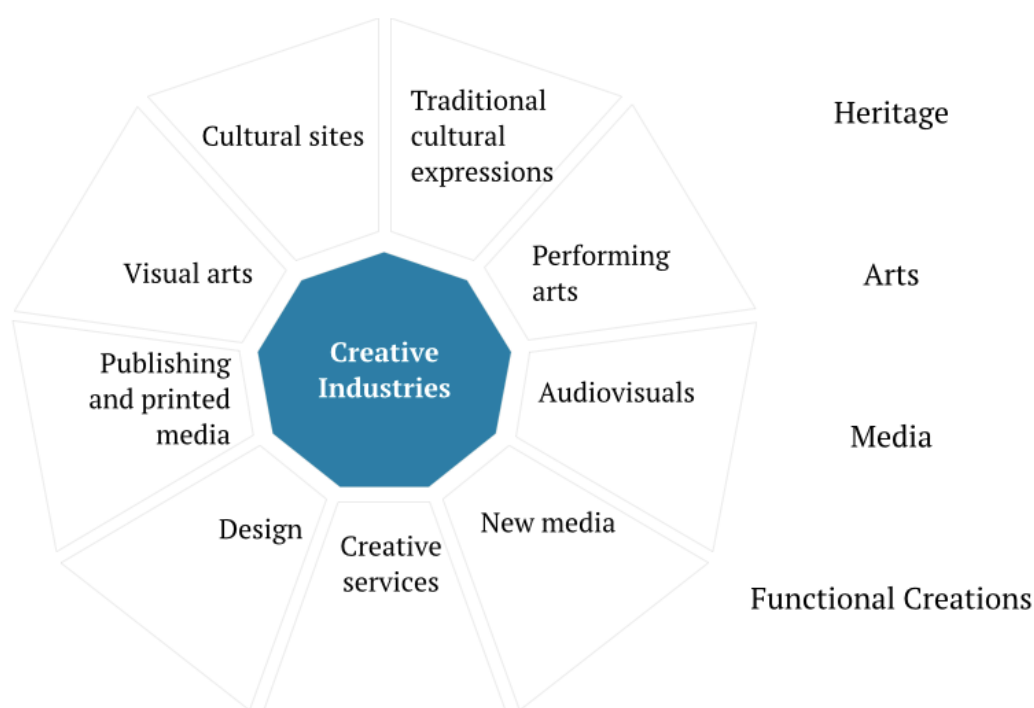 Traditional
cultural
expressions
Cultural sites
Heritage
Performing
arts
Visual arts
Arts
Creative
Industries
Publishing
and printed
media
Audiovisuals
Media
Design
Creative
services
New media
Functional Creations